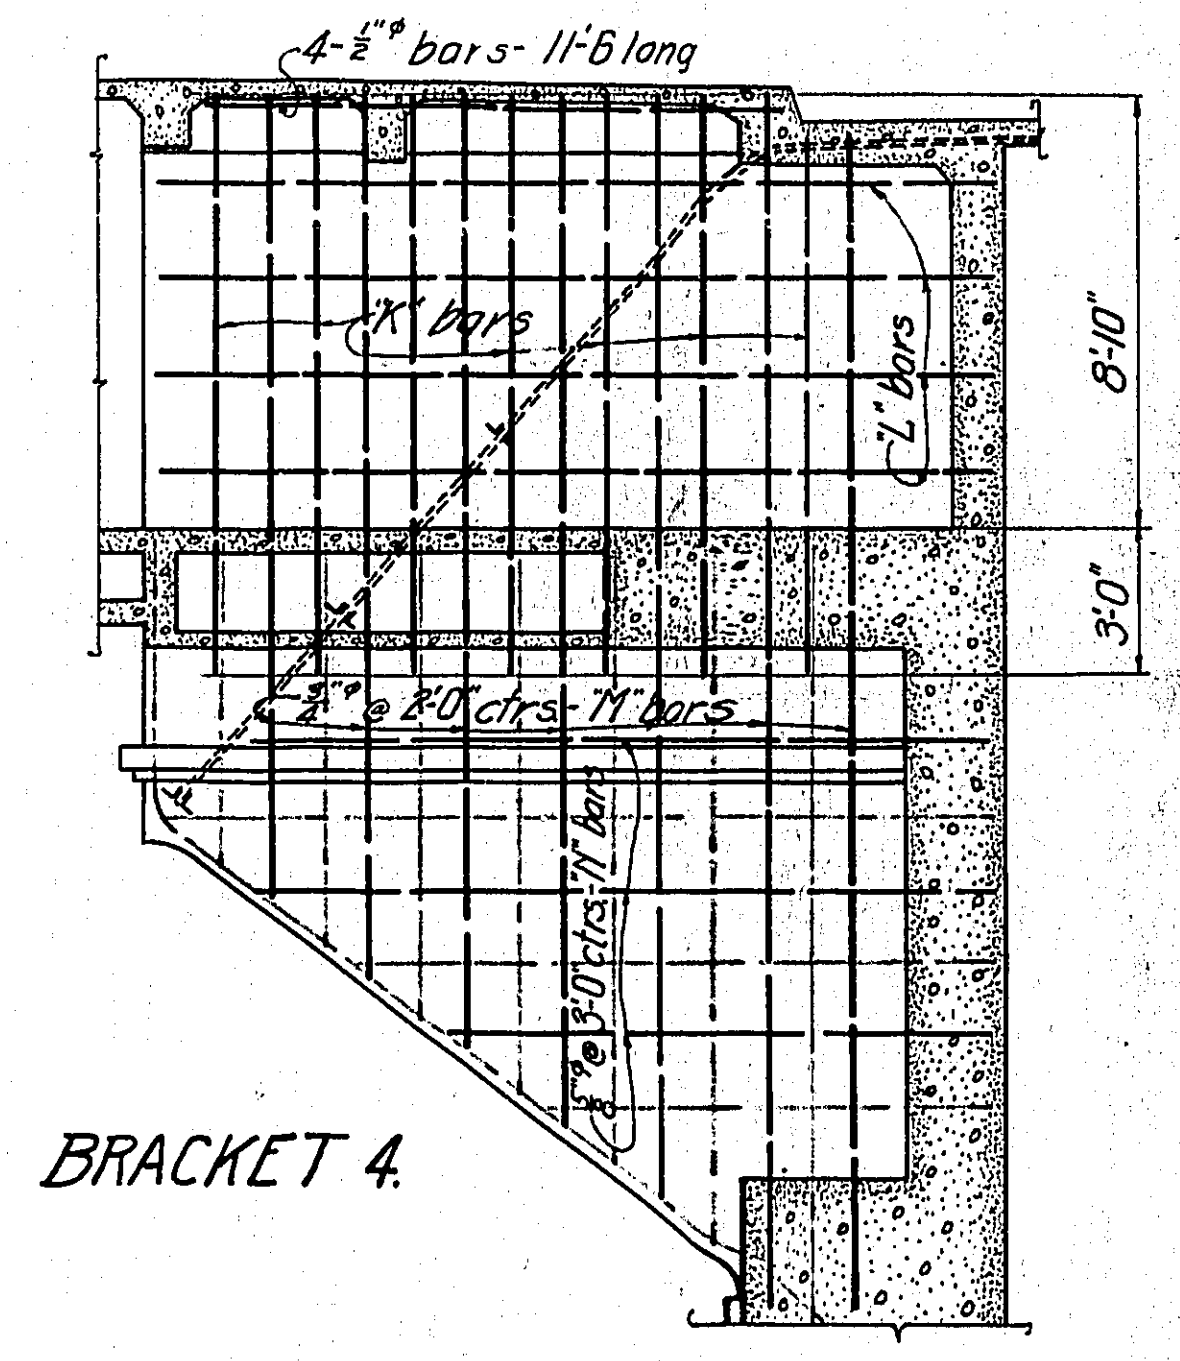 4-½"ϕ bars- 11'-6 long
"K" bars
"L" bars
8'-10"
3'-0"
¾"ϕ @ 2'-0" ctrs.- "M" bars
⅝"ϕ @ 3'-0" ctrs.-"N" bars
BRACKET 4.